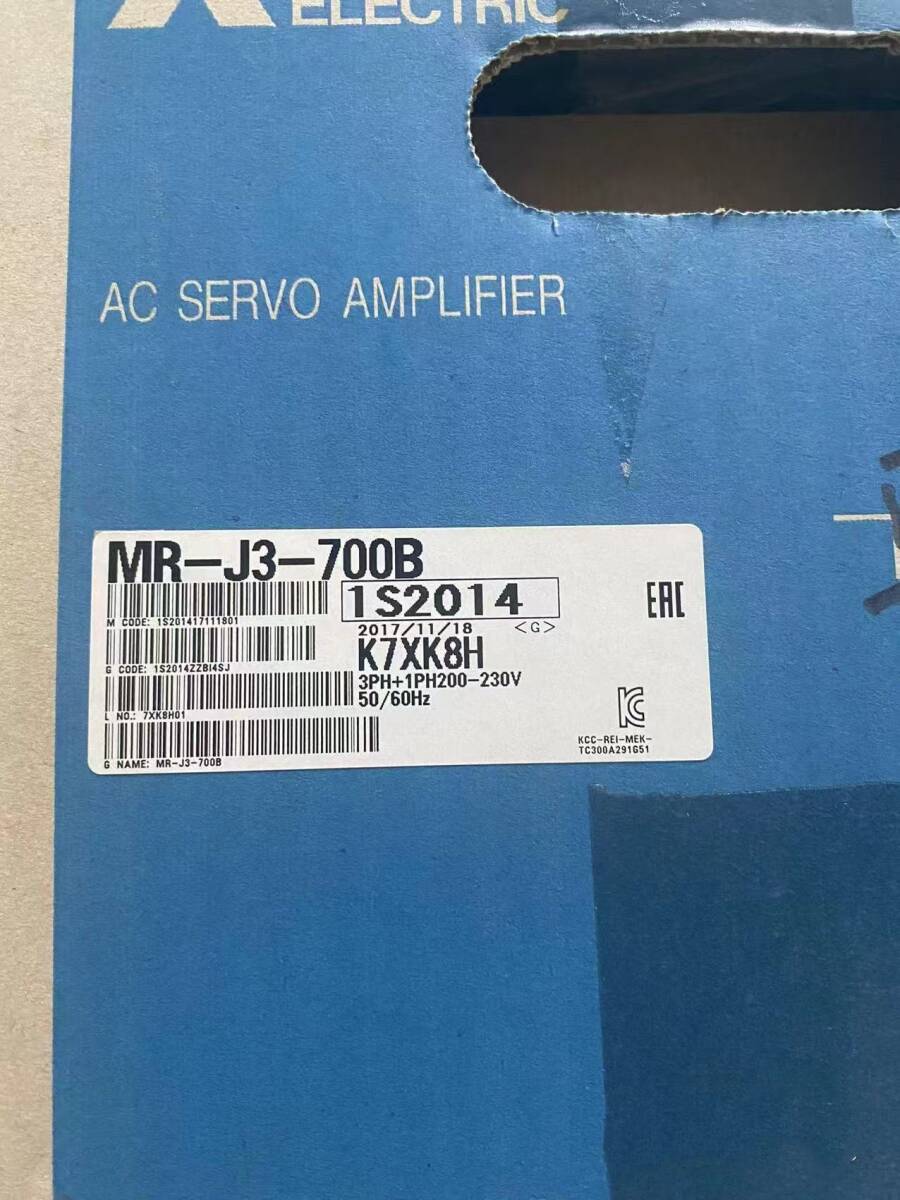 ELECTRIC
AC SERVO AMPLIFIER
MR-J3-700B
1S2014
M CODE: 1S201417111801
2017/11/18 <G>
EAC
K7XK8H
G CODE: 1S2014ZZBI4SJ
3PH+1PH200-230V
50/60Hz
L NO.: 7XK8H01
KCC-REI-MEK-
TC300A291G51
G NAME: MR-J3-700B